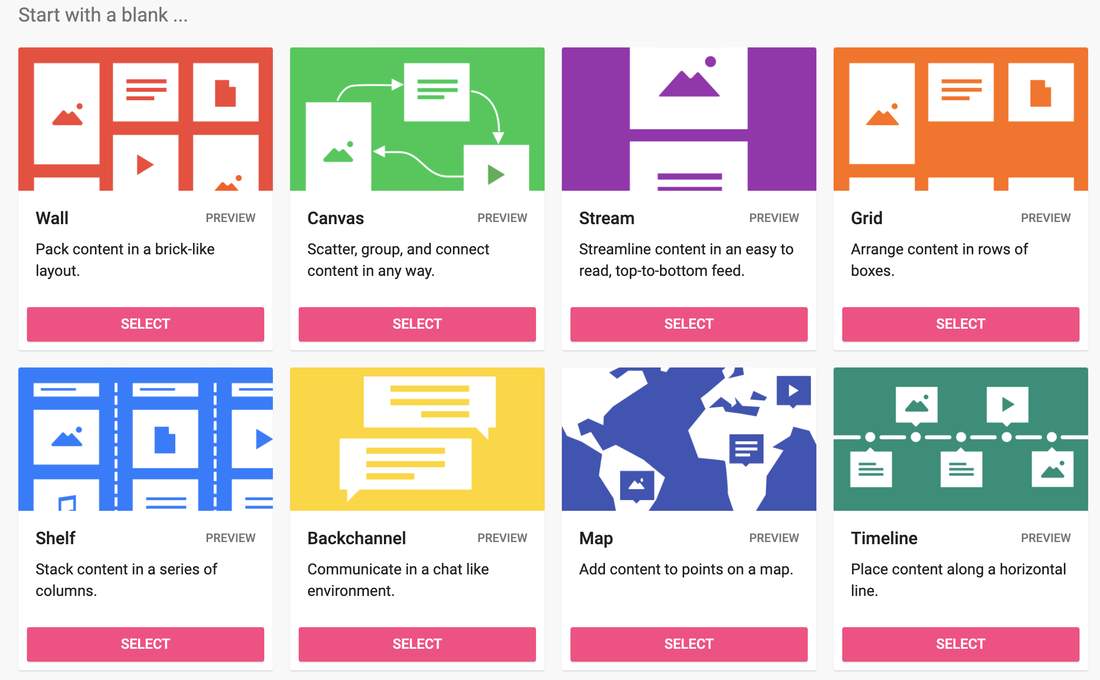 Start with a blank ...
Wall PREVIEW
Pack content in a brick-like
layout.
SELECT
Canvas PREVIEW
Scatter, group, and connect
content in any way.
SELECT
Stream PREVIEW
Streamline content in an easy to
read, top-to-bottom feed.
SELECT
Grid PREVIEW
Arrange content in rows of
boxes.
SELECT
Shelf PREVIEW
Stack content in a series of
columns.
SELECT
Backchannel PREVIEW
Communicate in a chat like
environment.
SELECT
Map PREVIEW
Add content to points on a map.
SELECT
Timeline PREVIEW
Place content along a horizontal
line.
SELECT